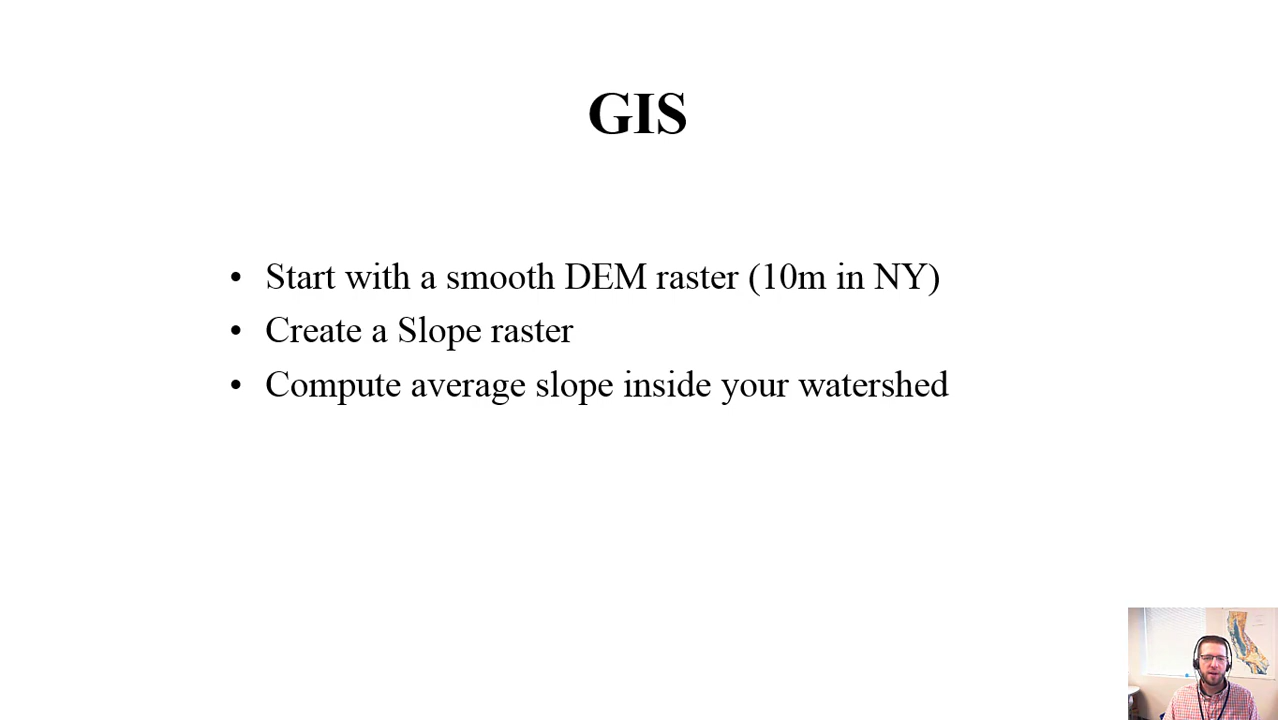 GIS
• Start with a smooth DEM raster (10m in NY)
• Create a Slope raster
• Compute average slope inside your watershed